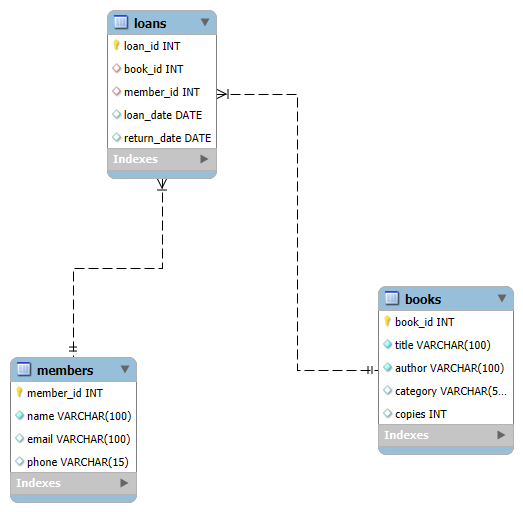 loans
loan_id INT
book_id INT
member_id INT
loan_date DATE
return_date DATE
Indexes
books
book_id INT
title VARCHAR(100)
author VARCHAR(100)
category VARCHAR(5...
copies INT
Indexes
members
member_id INT
name VARCHAR(100)
email VARCHAR(100)
phone VARCHAR(15)
Indexes